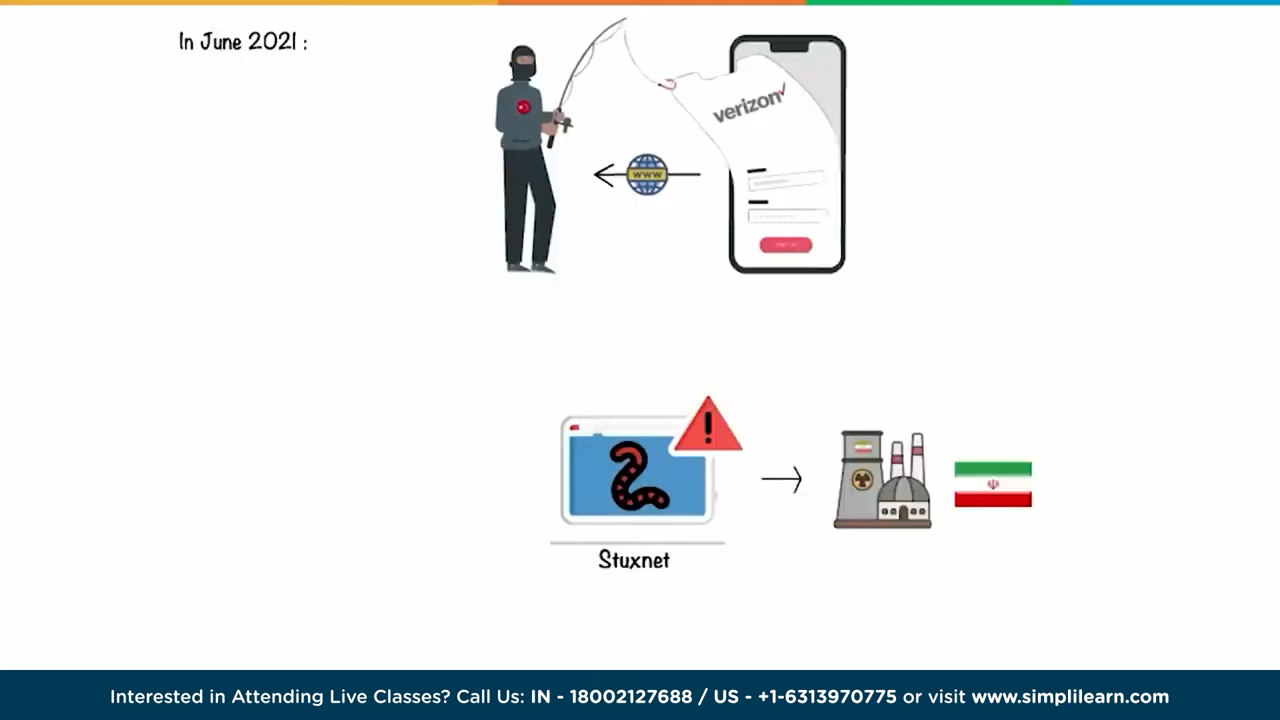 In June 2021 :
verizon
www
Stuxnet
Interested in Attending Live Classes? Call Us: IN - 18002127688 / US - +1-6313970775 or visit www.simplilearn.com